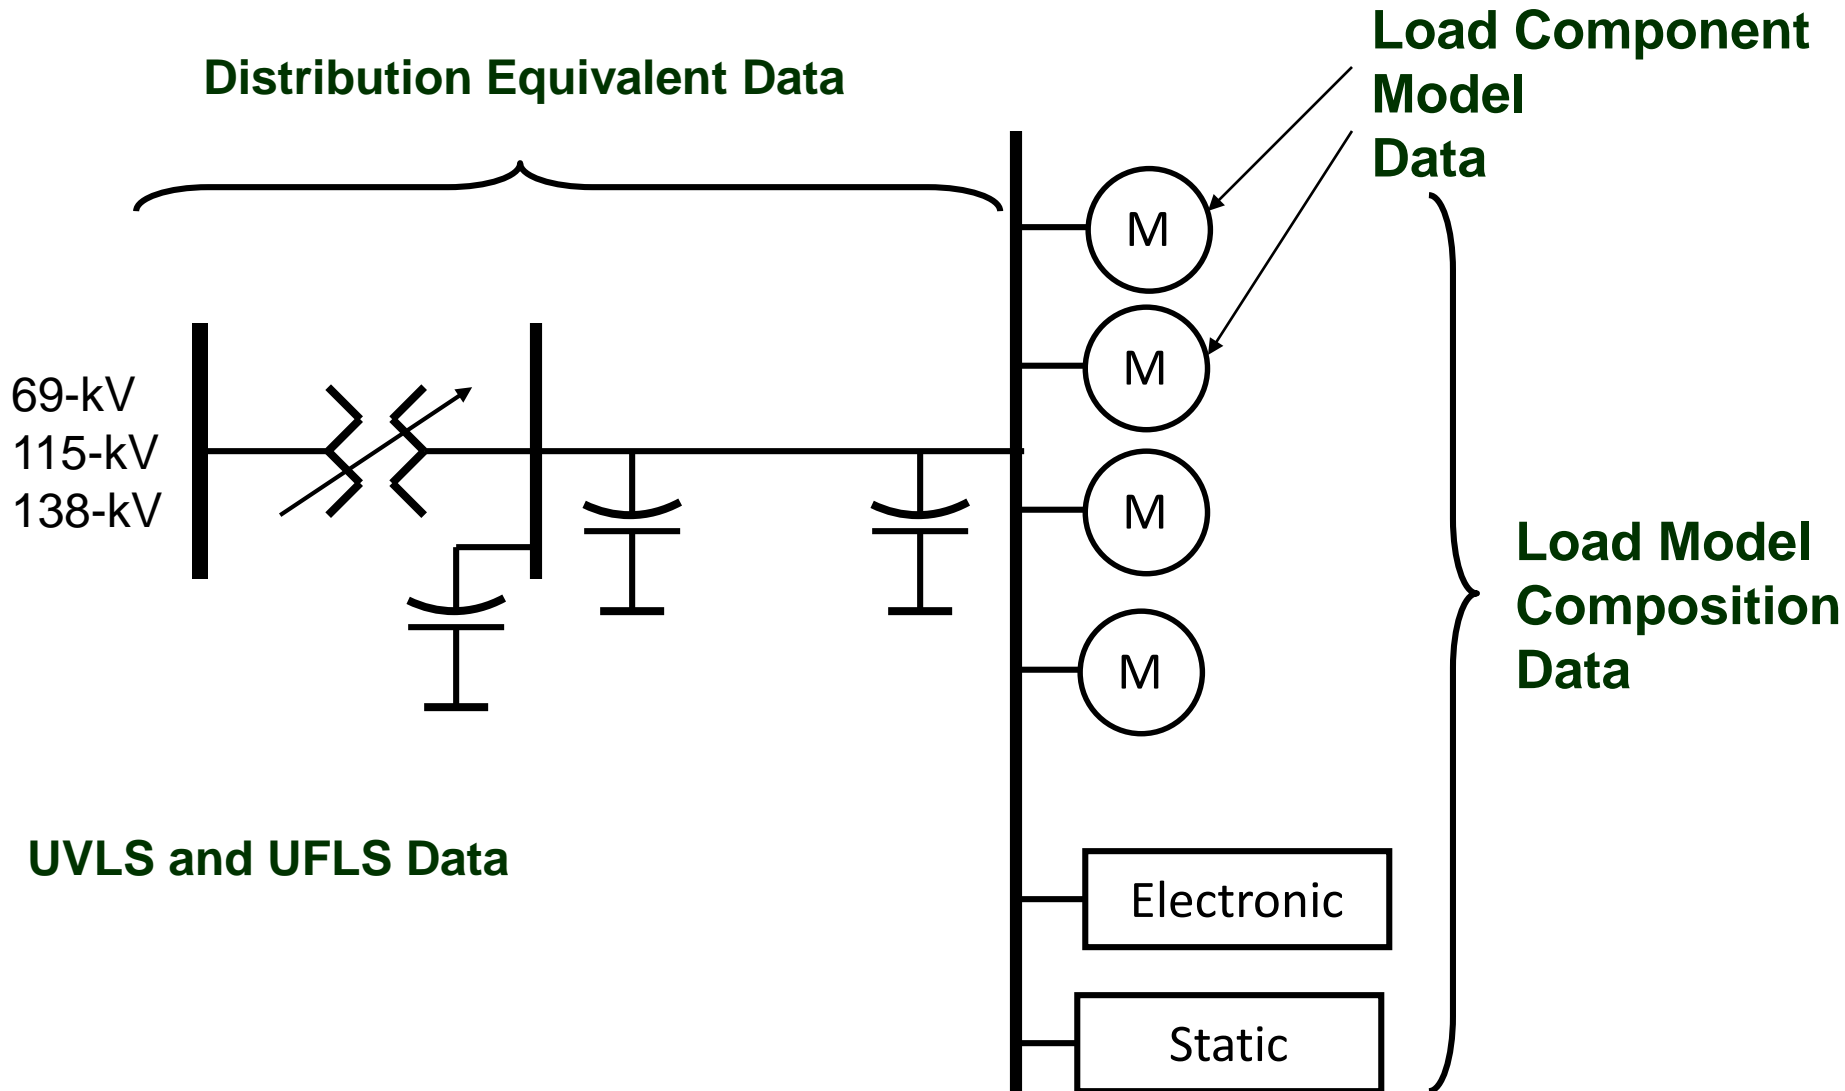 Distribution Equivalent Data
Load Component
Model
Data
M
M
M
M
69-kV
115-kV
138-kV
Load Model
Composition
Data
UVLS and UFLS Data
Electronic
Static